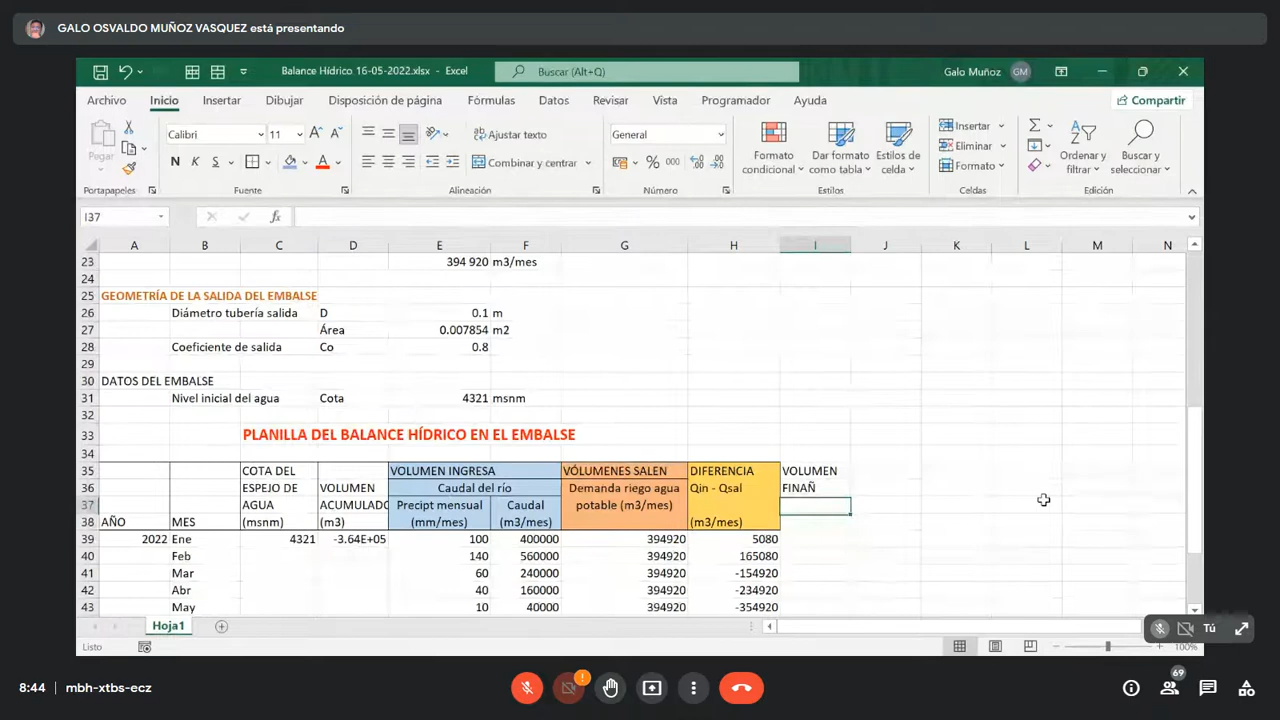 GALO OSVALDO MUÑOZ VASQUEZ está presentando
Balance Hídrico 16-05-2022.xlsx - Excel
Buscar (Alt+Q)
Galo Muñoz GM
Archivo Inicio Insertar Dibujar Disposición de página Fórmulas Datos Revisar Vista Programador Ayuda
Compartir
Pegar
Calibri 11
N K S
Ajustar texto
Combinar y centrar
General
% 000
Formato condicional
Dar formato como tabla
Estilos de celda
Insertar
Eliminar
Formato
Ordenar y filtrar
Buscar y seleccionar
Portapapeles Fuente Alineación Número Estilos Celdas Edición
I37 fx
A B C D E F G H I J K L M N
23 394 920 m3/mes
24
25 GEOMETRÍA DE LA SALIDA DEL EMBALSE
26 Diámetro tubería salida D 0.1 m
27 Área 0.007854 m2
28 Coeficiente de salida Co 0.8
29
30 DATOS DEL EMBALSE
31 Nivel inicial del agua Cota 4321 msnm
32
33 PLANILLA DEL BALANCE HÍDRICO EN EL EMBALSE
34
35 COTA DEL VOLUMEN INGRESA VÓLUMENES SALEN DIFERENCIA VOLUMEN
36 ESPEJO DE VOLUMEN Caudal del río Demanda riego agua Qin - Qsal FINAÑ
37 AGUA ACUMULADO Precipt mensual Caudal potable (m3/mes)
38 AÑO MES (msnm) (m3) (mm/mes) (m3/mes) (m3/mes)
39 2022 Ene 4321 -3.64E+05 100 400000 394920 5080
40 Feb 140 560000 394920 165080
41 Mar 60 240000 394920 -154920
42 Abr 40 160000 394920 -234920
43 May 10 40000 394920 -354920
Hoja1
Tú
Listo
100%
8:44 mbh-xtbs-ecz
69